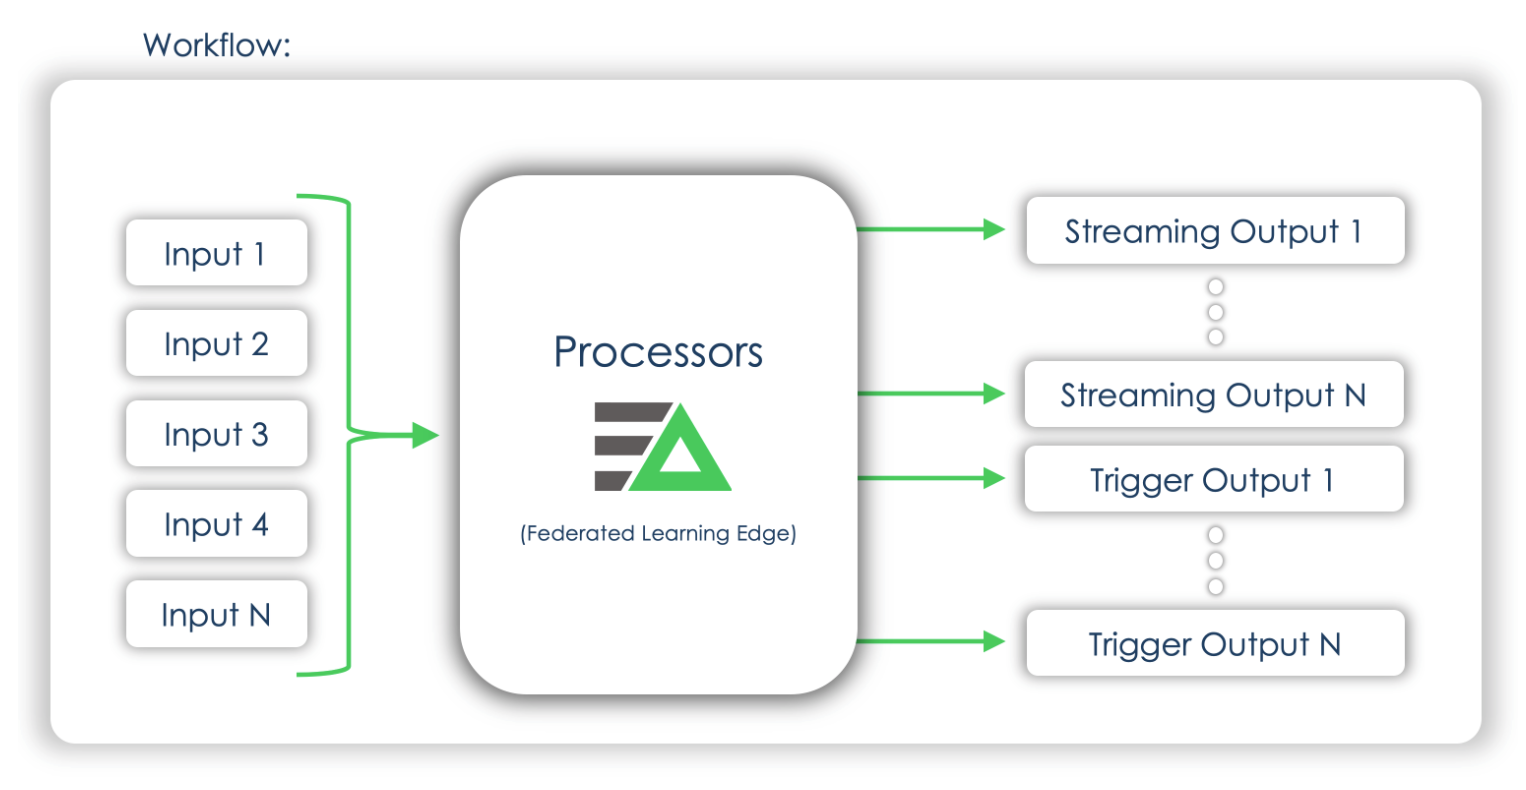 Workflow:
Input 1
Input 2
Input 3
Input 4
Input N
Processors
(Federated Learning Edge)
Streaming Output 1
Streaming Output N
Trigger Output 1
Trigger Output N